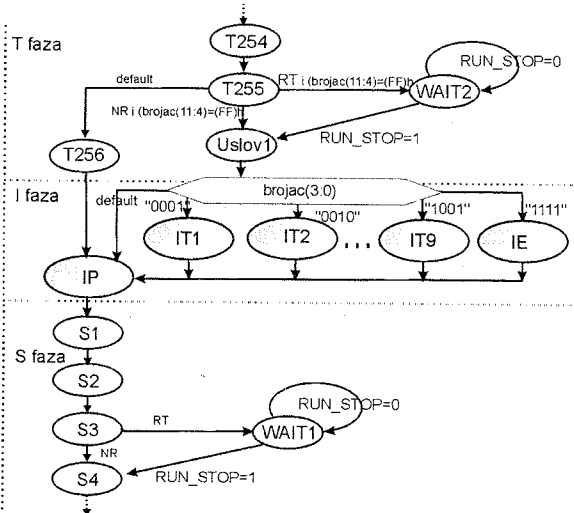 T faza
T254
RUN_STOP=0
default
T255
RT i (brojac(11:4)=(FF)h
WAIT2
NR i (brojac(11:4)=(FF)h
Uslov1
RUN_STOP=1
T256
I faza
brojac(3:0)
default
"0001"
"0010"
"1001"
"1111"
IT1
IT2
...
IT9
IE
IP
S1
S faza
S2
RUN_STOP=0
S3
RT
WAIT1
NR
S4
RUN_STOP=1